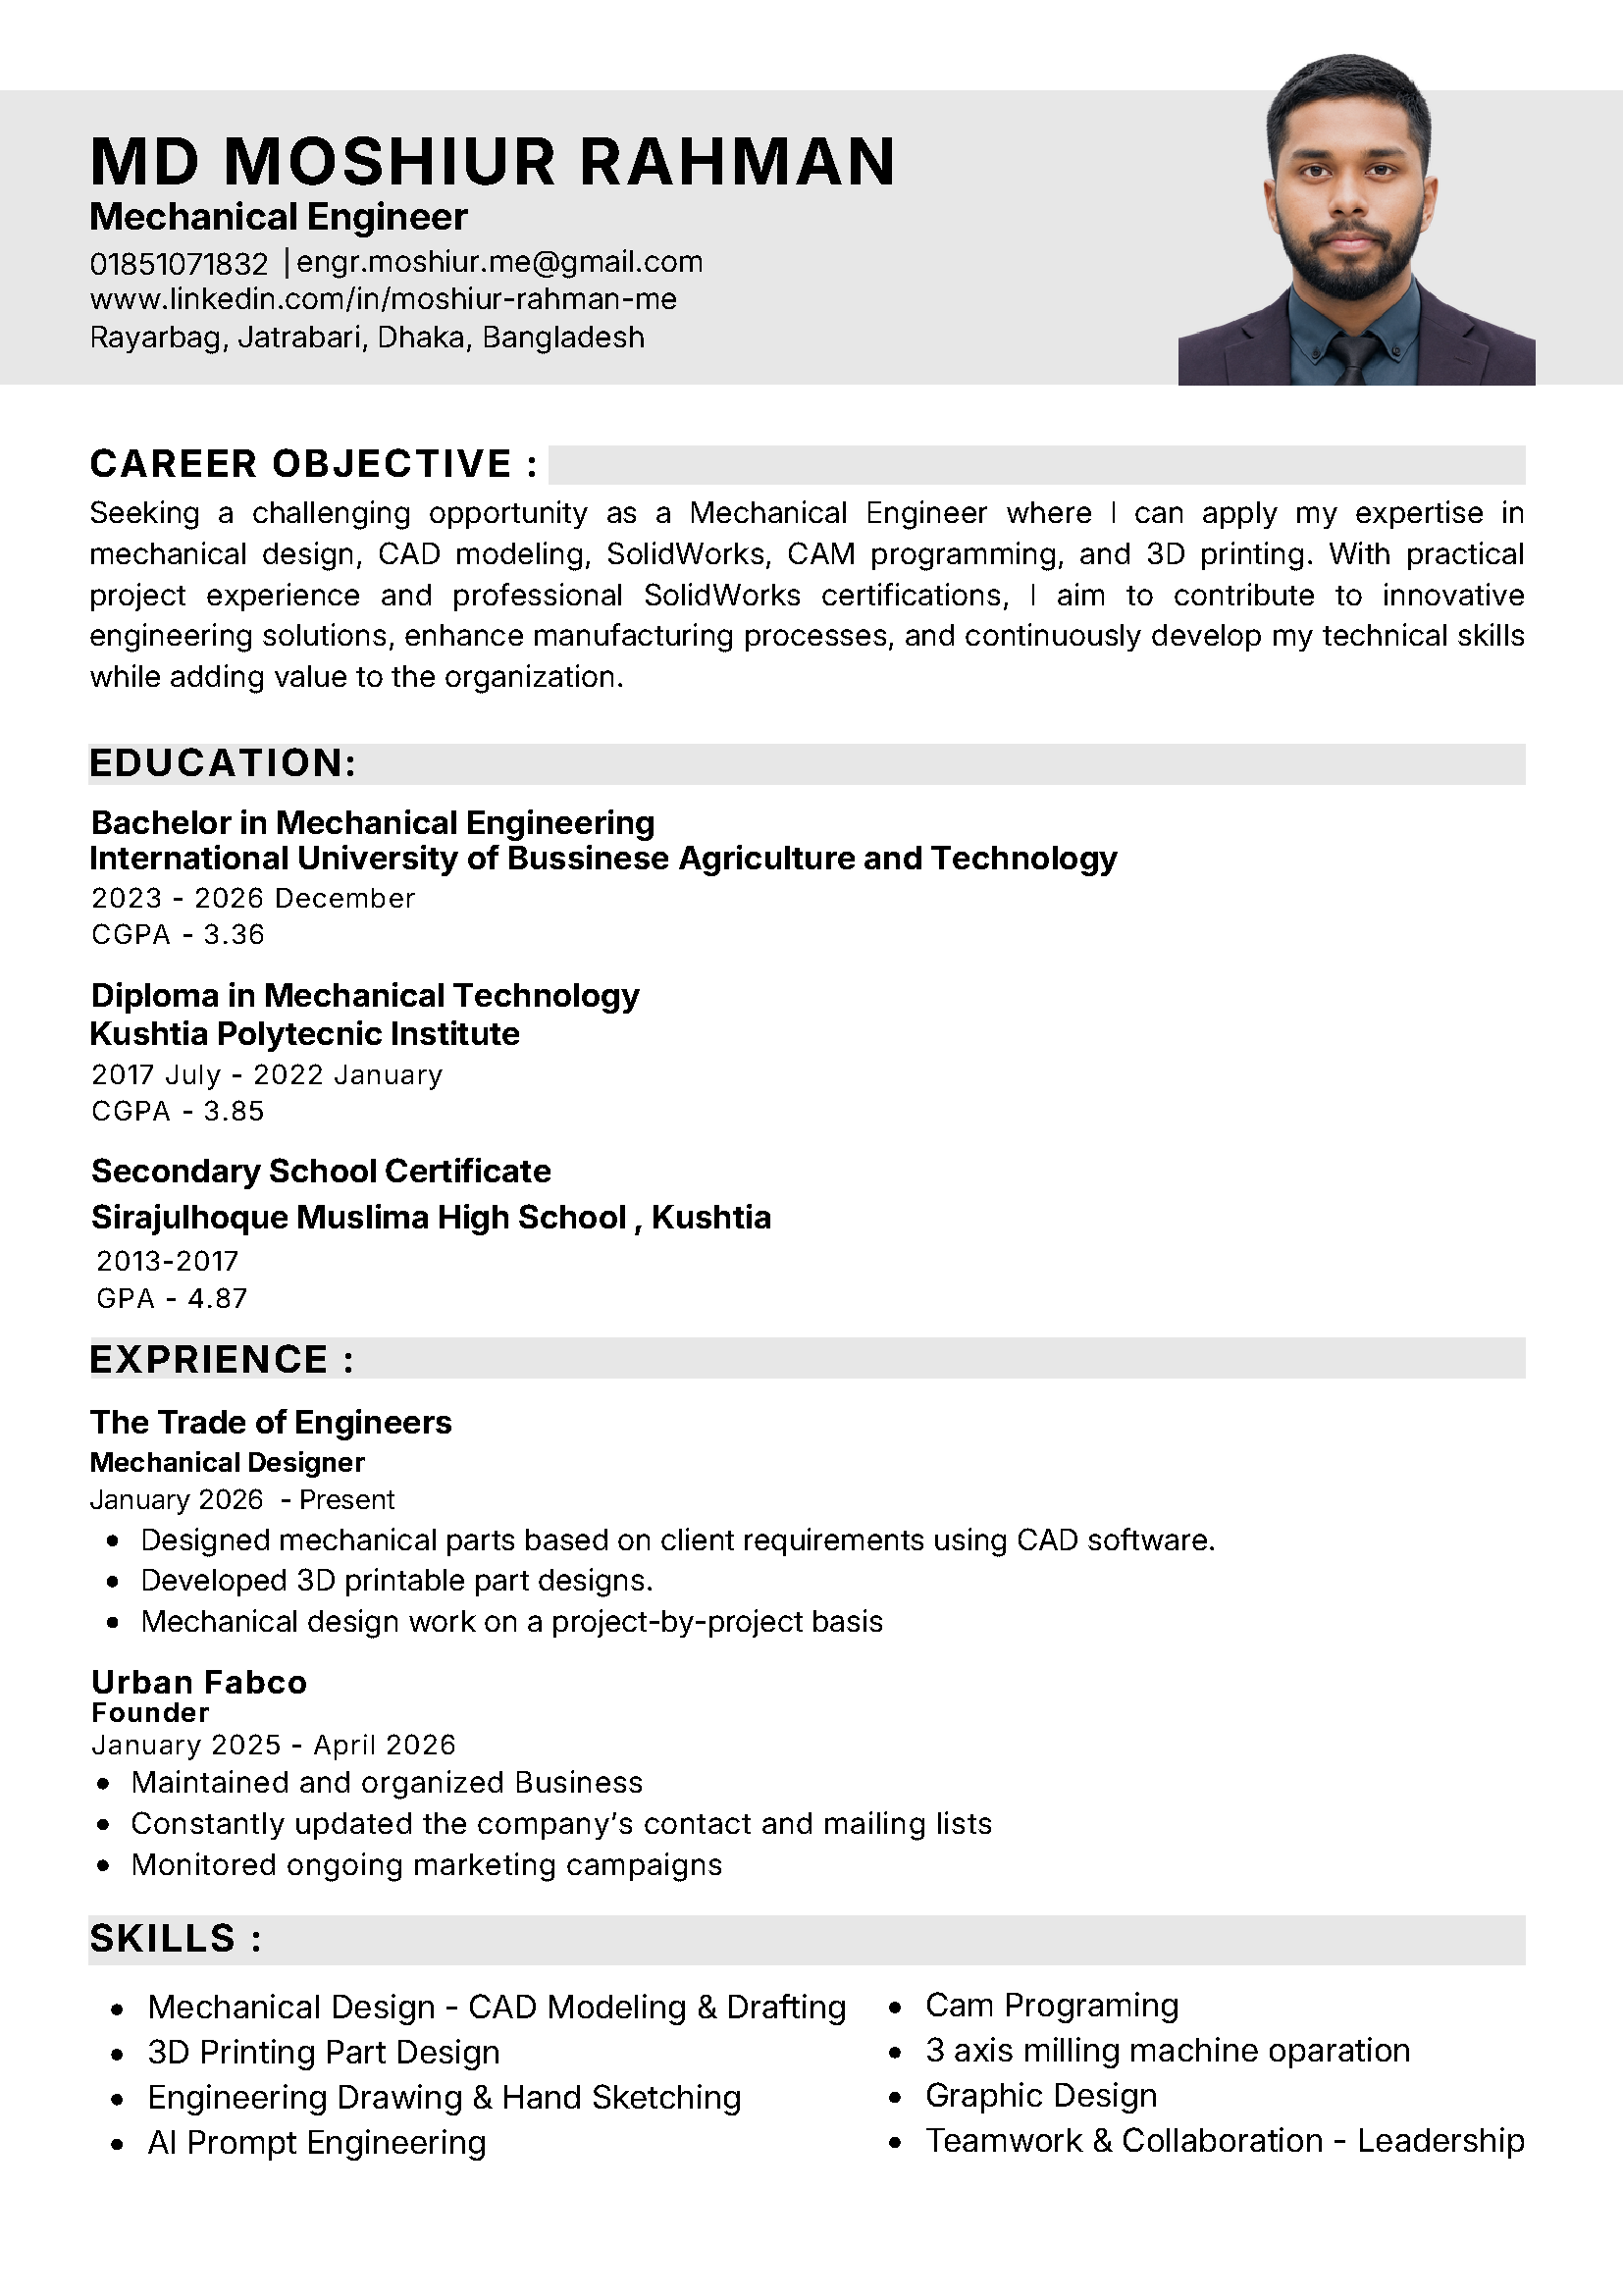 MD MOSHIUR RAHMAN
Mechanical Engineer
01851071832 | engr.moshiur.me@gmail.com
www.linkedin.com/in/moshiur-rahman-me
Rayarbag, Jatrabari, Dhaka, Bangladesh
CAREER OBJECTIVE :
Seeking a challenging opportunity as a Mechanical Engineer where I can apply my expertise in
mechanical design, CAD modeling, SolidWorks, CAM programming, and 3D printing. With practical
project experience and professional SolidWorks certifications, I aim to contribute to innovative
engineering solutions, enhance manufacturing processes, and continuously develop my technical skills
while adding value to the organization.
EDUCATION:
Bachelor in Mechanical Engineering
International University of Bussinese Agriculture and Technology
2023 - 2026 December
CGPA - 3.36
Diploma in Mechanical Technology
Kushtia Polytecnic Institute
2017 July - 2022 January
CGPA - 3.85
Secondary School Certificate
Sirajulhoque Muslima High School , Kushtia
2013-2017
GPA - 4.87
EXPRIENCE :
The Trade of Engineers
Mechanical Designer
January 2026 - Present
• Designed mechanical parts based on client requirements using CAD software.
• Developed 3D printable part designs.
• Mechanical design work on a project-by-project basis
Urban Fabco
Founder
January 2025 - April 2026
• Maintained and organized Business
• Constantly updated the company's contact and mailing lists
• Monitored ongoing marketing campaigns
SKILLS :
• Mechanical Design - CAD Modeling & Drafting
• 3D Printing Part Design
• Engineering Drawing & Hand Sketching
• AI Prompt Engineering
• Cam Programing
• 3 axis milling machine oparation
• Graphic Design
• Teamwork & Collaboration - Leadership